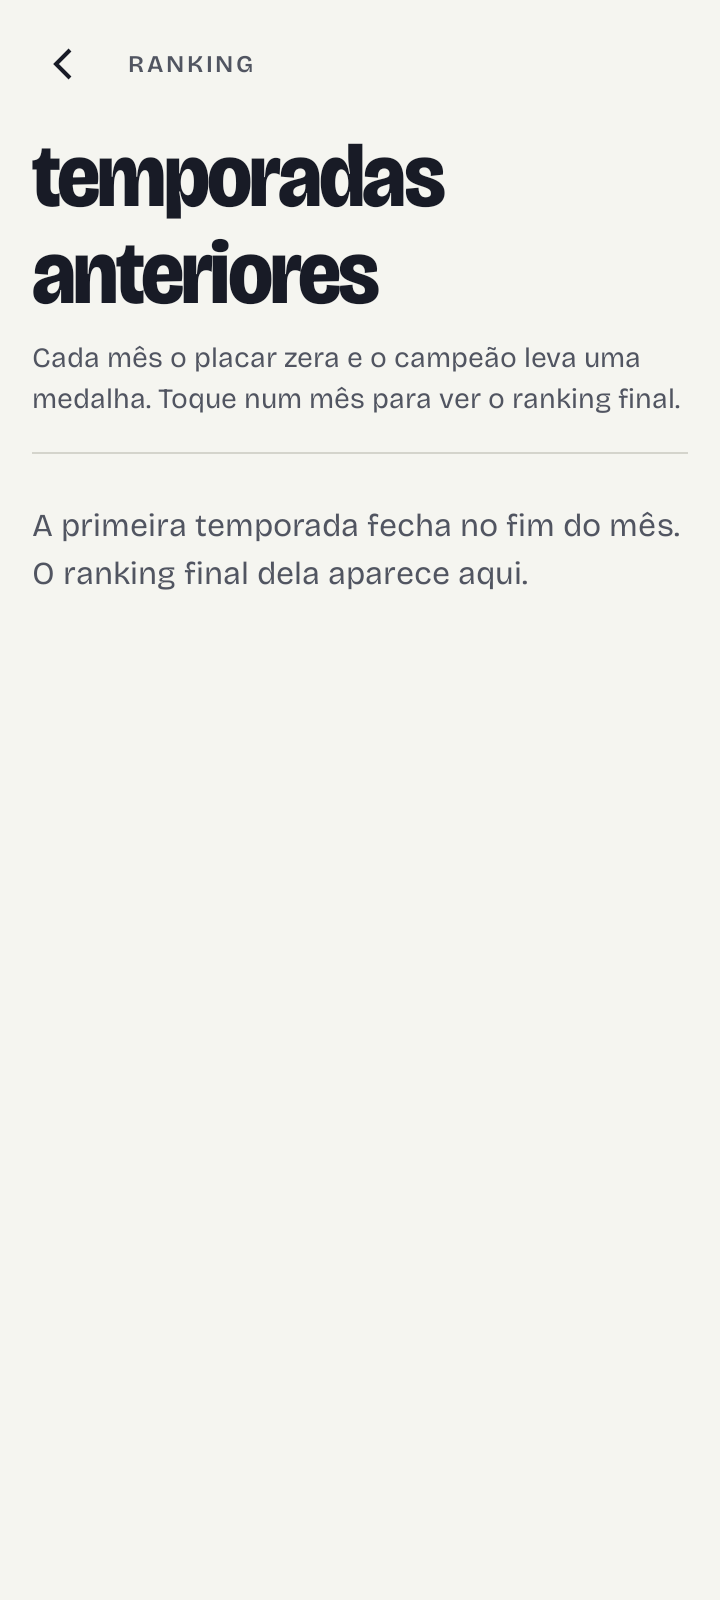 RANKING
temporadas
anteriores
Cada mês o placar zera e o campeão leva uma
medalha. Toque num mês para ver o ranking final.
A primeira temporada fecha no fim do mês.
O ranking final dela aparece aqui.